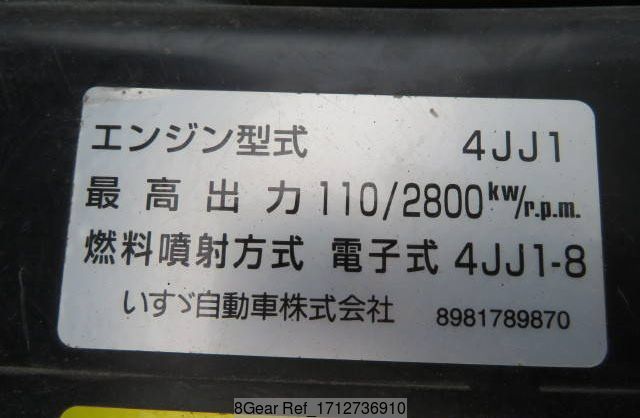 エンジン型式 4JJ1
最高出力 110/2800 kW/r.p.m.
燃料噴射方式 電子式 4JJ1-8
いすゞ自動車株式会社 8981789870
8Gear Ref_1712736910